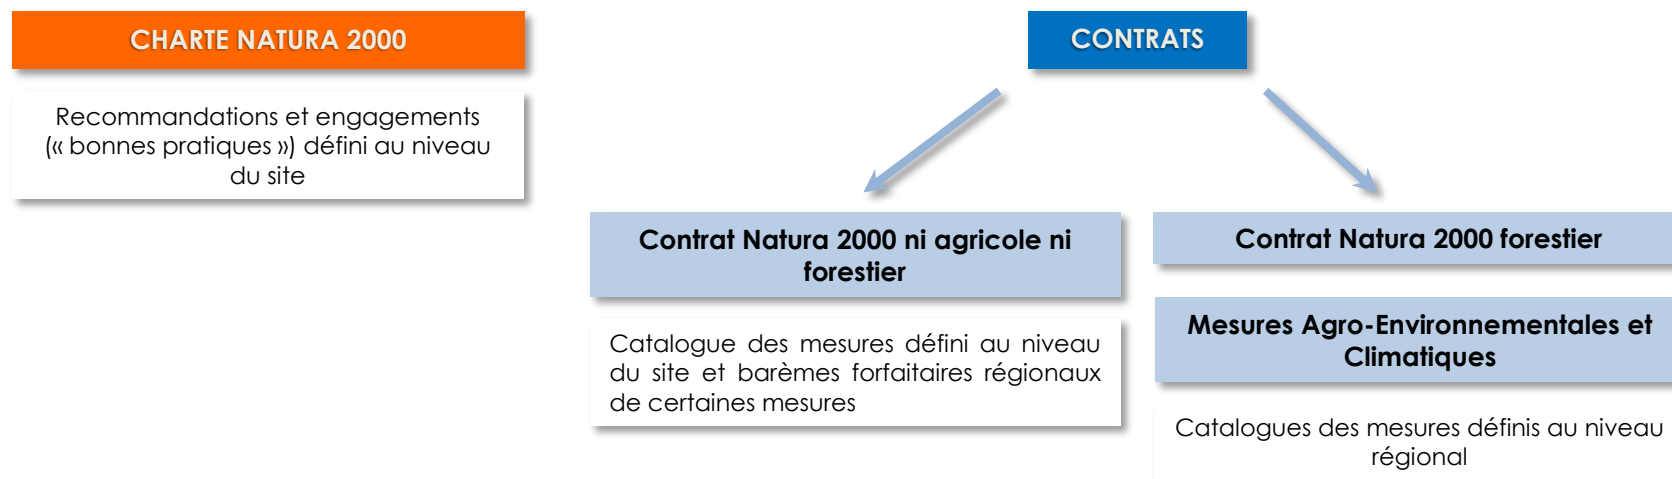 CHARTE NATURA 2000
Recommandations et engagements
(« bonnes pratiques ») défini au niveau
du site
CONTRATS
Contrat Natura 2000 ni agricole ni
forestier
Catalogue des mesures défini au niveau
du site et barèmes forfaitaires régionaux
de certaines mesures
Contrat Natura 2000 forestier
Mesures Agro-Environnementales et
Climatiques
Catalogues des mesures définis au niveau
régional